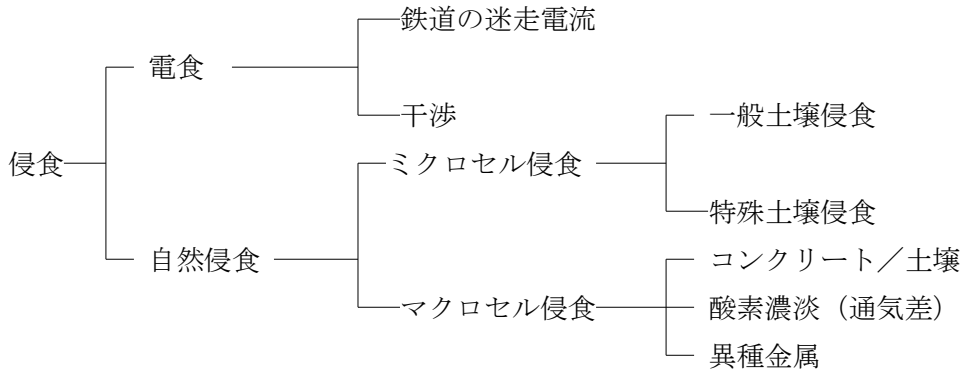 鉄道の迷走電流
電食
干渉
一般土壌侵食
侵食
ミクロセル侵食
特殊土壌侵食
自然侵食
コンクリート／土壌
マクロセル侵食
酸素濃淡（通気差）
異種金属